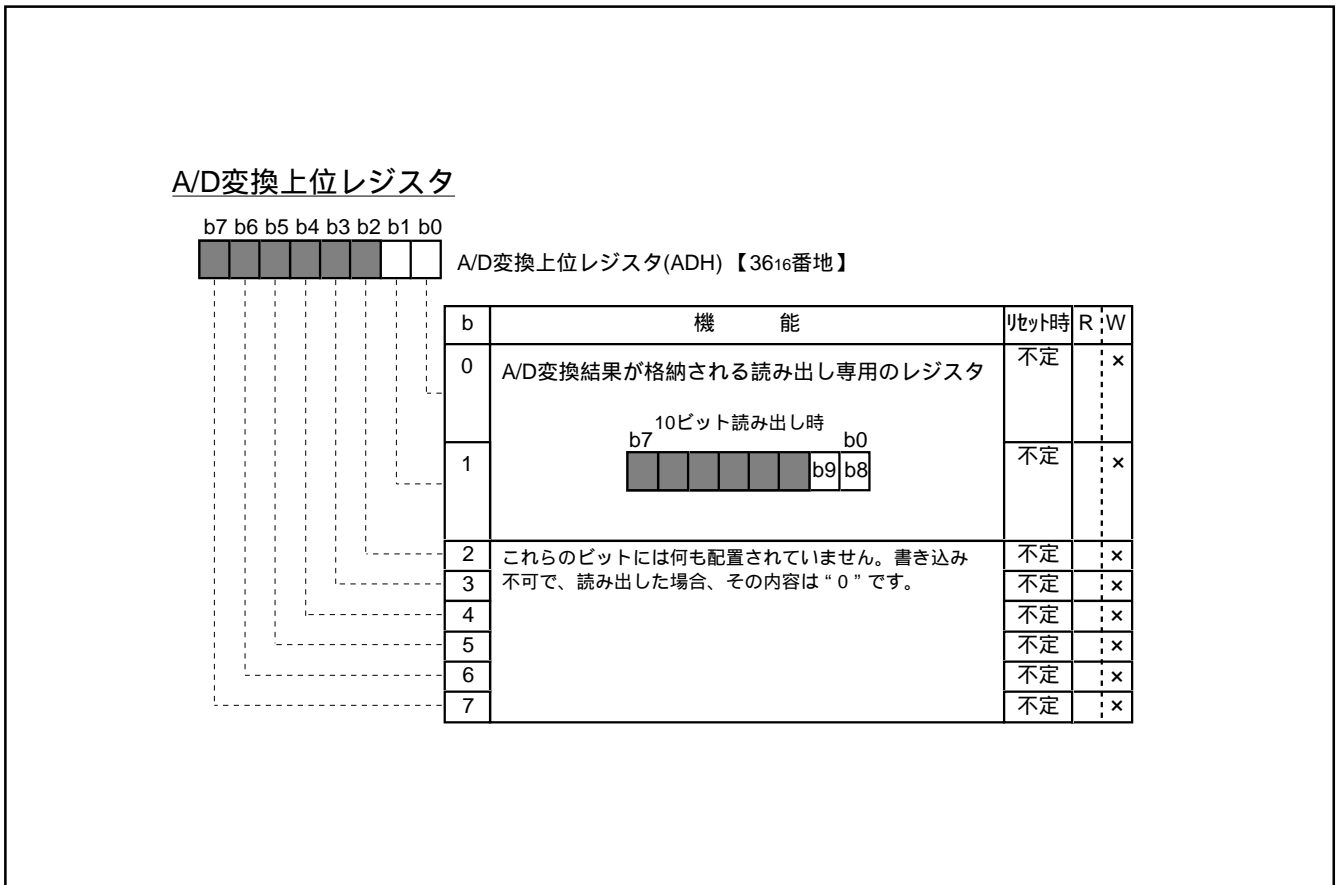 A/D変換上位レジスタ
b7 b6 b5 b4 b3 b2 b1 b0
A/D変換上位レジスタ(ADH)【3616番地】
b 機 能 リセット時 R W
0 A/D変換結果が格納される読み出し専用のレジスタ 不定 ×
10ビット読み出し時
b7 b0
1 b9 b8 不定 ×
2 これらのビットには何も配置されていません。書き込み 不定 ×
3 不可で、読み出した場合、その内容は“0”です。 不定 ×
4 不定 ×
5 不定 ×
6 不定 ×
7 不定 ×